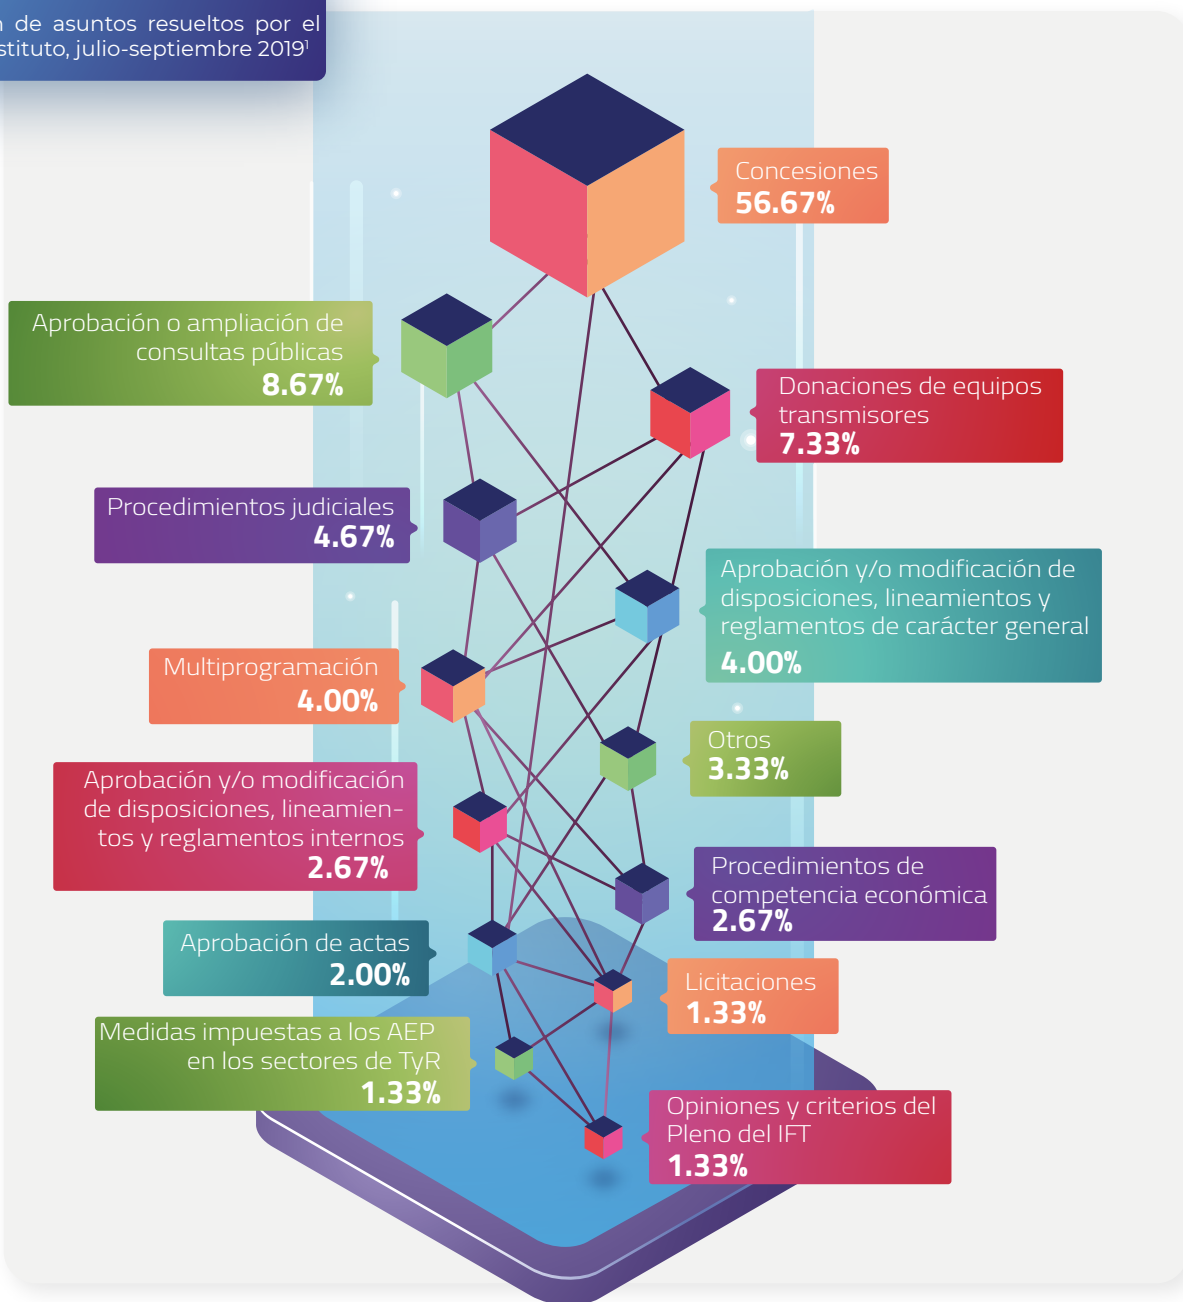 de asuntos resueltos por el
julio-septiembre 2019¹
Concesiones
56.67%
Aprobación o ampliación de
consultas públicas
8.67%
Donaciones de equipos
transmisores
7.33%
Procedimientos judiciales
4.67%
Aprobación y/o modificación de
disposiciones, lineamientos y
reglamentos de carácter general
4.00%
Multiprogramación
4.00%
Otros
3.33%
Aprobación y/o modificación
de disposiciones, lineamien-
tos y reglamentos internos
2.67%
Procedimientos de
competencia económica
2.67%
Aprobación de actas
2.00%
Licitaciones
1.33%
Medidas impuestas a los AEP
en los sectores de TyR
1.33%
Opiniones y criterios del
Pleno del IFT
1.33%